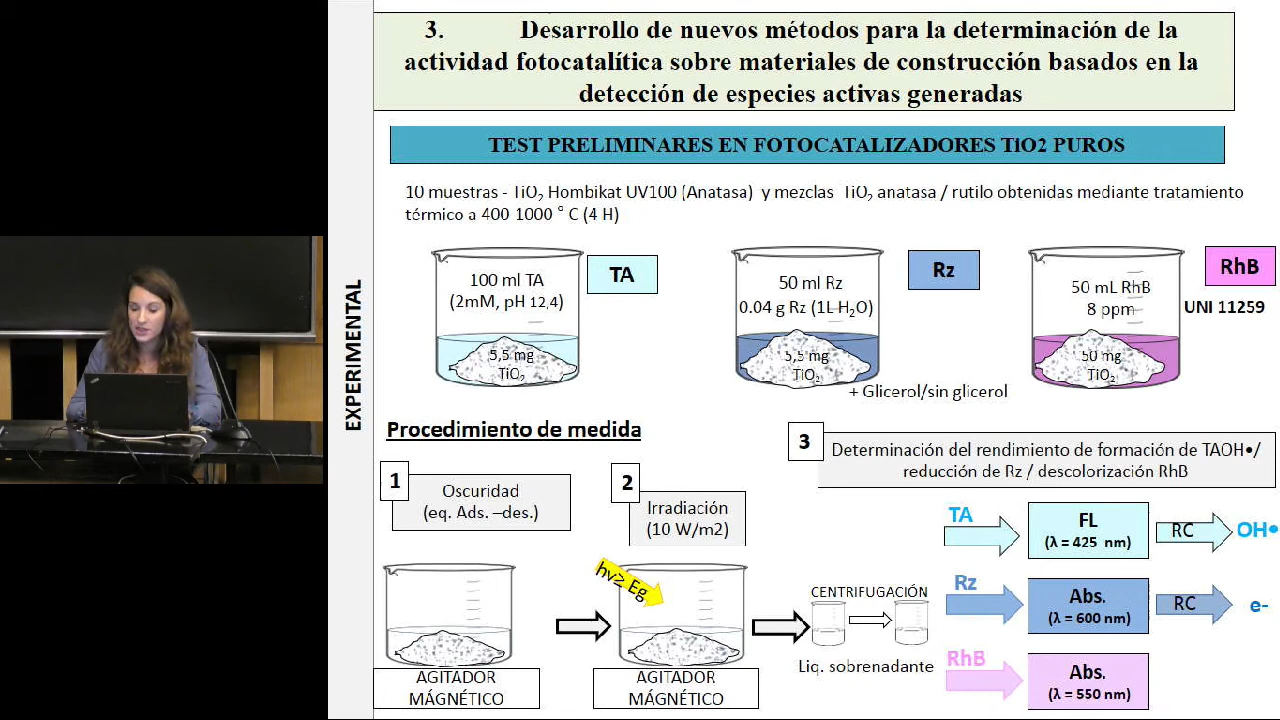 3. Desarrollo de nuevos métodos para la determinación de la
actividad fotocatalítica sobre materiales de construcción basados en la
detección de especies activas generadas
TEST PRELIMINARES EN FOTOCATALIZADORES TiO2 PUROS
10 muestras - TiO₂ Hombikat UV100 (Anatasa) y mezclas TiO₂ anatasa / rutilo obtenidas mediante tratamiento
térmico a 400-1000 ° C (4 H)
EXPERIMENTAL
100 ml TA
(2mM, pH 12,4)
5,5 mg
TiO₂
TA
50 ml Rz
0.04 g Rz (1L H₂O)
5,5 mg
TiO₂
Rz
+ Glicerol/sin glicerol
50 mL RhB
8 ppm
50 mg
TiO₂
RhB
UNI 11259
Procedimiento de medida
1
Oscuridad
(eq. Ads. –des.)
AGITADOR
MÁGNÉTICO
2
Irradiación
(10 W/m2)
hν≥ Eg
AGITADOR
MÁGNÉTICO
CENTRIFUGACIÓN
Liq. sobrenadante
3
Determinación del rendimiento de formación de TAOH•/
reducción de Rz / descolorización RhB
TA
FL
(λ = 425 nm)
RC
OH•
Rz
Abs.
(λ = 600 nm)
RC
e-
RhB
Abs.
(λ = 550 nm)